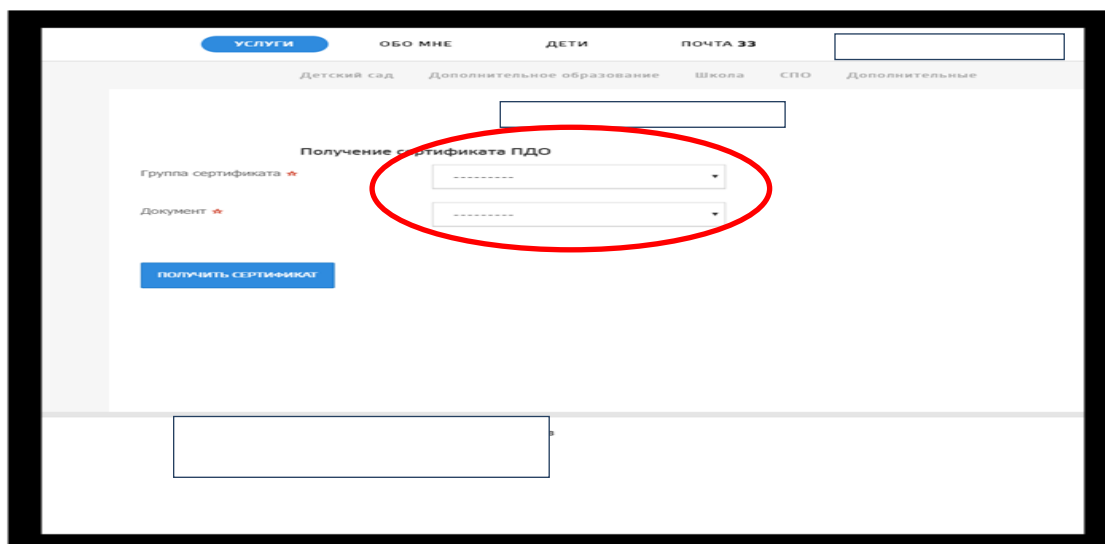 УСЛУГИ ОБО МНЕ ДЕТИ ПОЧТА 33
Детский сад Дополнительное образование Школа СПО Дополнительные
Получение сертификата ПДО
Группа сертификата *
---------
Документ *
---------
ПОЛУЧИТЬ СЕРТИФИКАТ